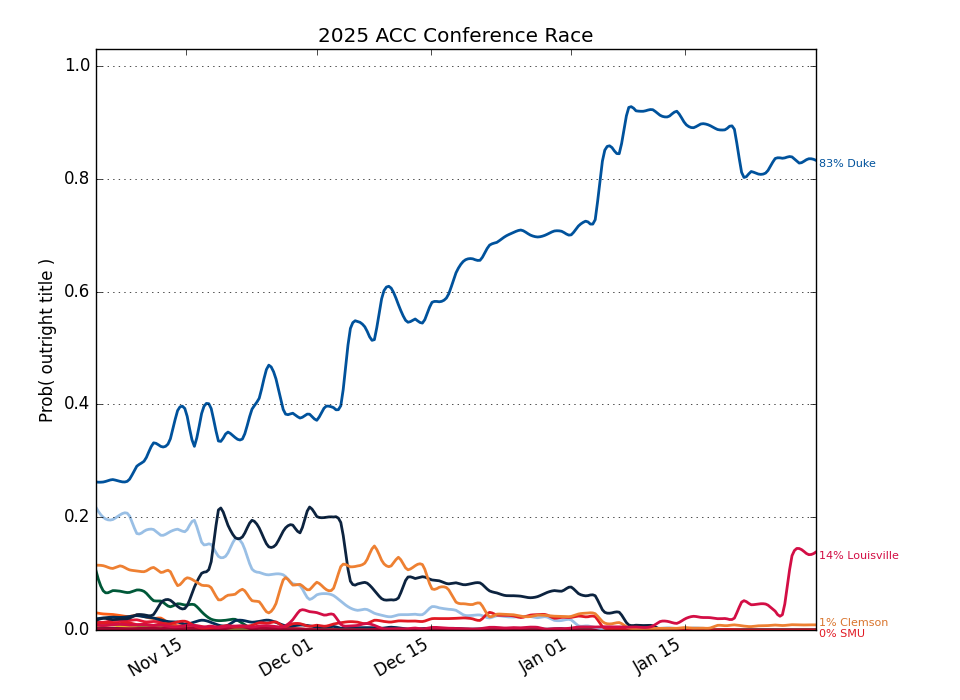 2025 ACC Conference Race
Prob( outright title )
1.0
0.8
0.6
0.4
0.2
0.0
Nov 15
Dec 01
Dec 15
Jan 01
Jan 15
83% Duke
14% Louisville
1% Clemson
0% SMU